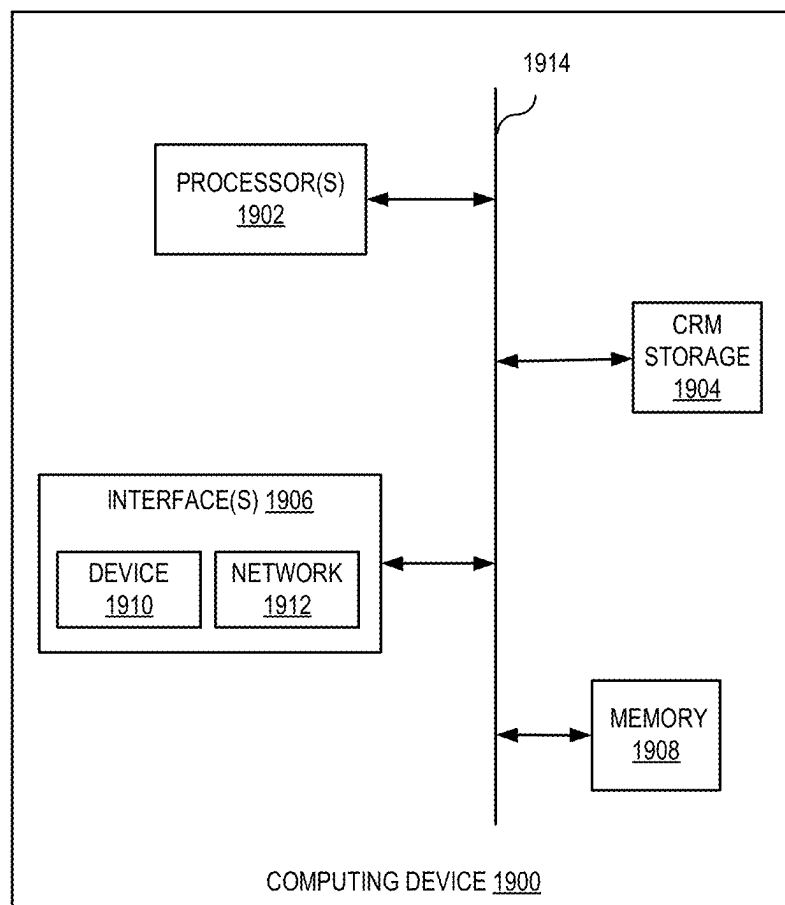 1914
PROCESSOR(S)
1902
CRM
STORAGE
1904
INTERFACE(S) 1906
DEVICE
1910
NETWORK
1912
MEMORY
1908
COMPUTING DEVICE 1900